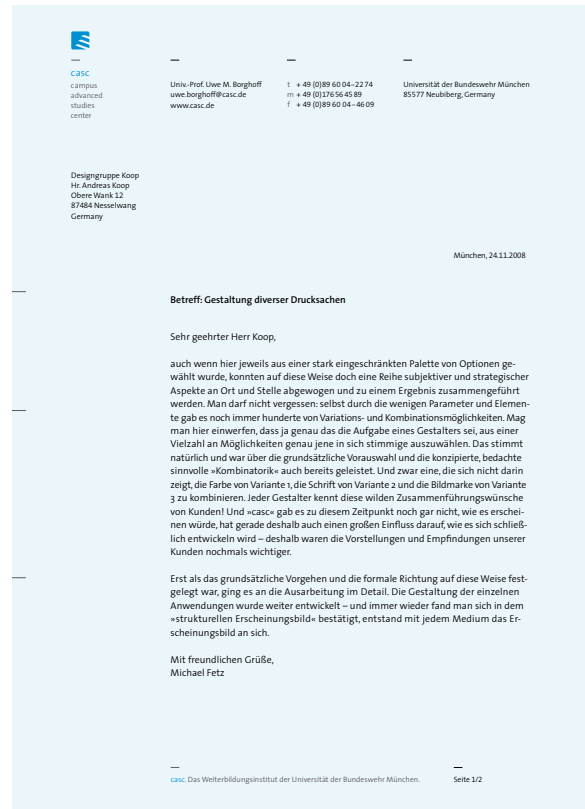 casc
campus
advanced
studies
center
Univ.-Prof. Uwe M. Borghoff
uwe.borghoff@casc.de
www.casc.de
t + 49 (0)89 60 04–22 74
m + 49 (0)176 56 45 89
f + 49 (0)89 60 04–46 09
Universität der Bundeswehr München
85577 Neubiberg, Germany
Designgruppe Koop
Hr. Andreas Koop
Obere Wank 12
87484 Nesselwang
Germany
München, 24.11.2008
Betreff: Gestaltung diverser Drucksachen
Sehr geehrter Herr Koop,
auch wenn hier jeweils aus einer stark eingeschränkten Palette von Optionen ge-
wählt wurde, konnten auf diese Weise doch eine Reihe subjektiver und strategischer
Aspekte an Ort und Stelle abgewogen und zu einem Ergebnis zusammengeführt
werden. Man darf nicht vergessen: selbst durch die wenigen Parameter und Elemen-
te gab es noch immer hunderte von Variations- und Kombinationsmöglichkeiten. Mag
man hier einwerfen, dass ja genau das die Aufgabe eines Gestalters sei, aus einer
Vielzahl an Möglichkeiten genau jene in sich stimmige auszuwählen. Das stimmt
natürlich und war über die grundsätzliche Vorauswahl und die konzipierte, bedachte
sinnvolle »Kombinatorik« auch bereits geleistet. Und zwar eine, die sich nicht darin
zeigt, die Farbe von Variante 1, die Schrift von Variante 2 und die Bildmarke von Variante
3 zu kombinieren. Jeder Gestalter kennt diese wilden Zusammenführungswünsche
von Kunden! Und »casc« gab es zu diesem Zeitpunkt noch gar nicht, wie es erschei-
nen würde, hat gerade deshalb auch einen großen Einfluss darauf, wie es sich schließ-
lich entwickeln wird – deshalb waren die Vorstellungen und Empfindungen unserer
Kunden nochmals wichtiger.
Erst als das grundsätzliche Vorgehen und die formale Richtung auf diese Weise fest-
gelegt war, ging es an die Ausarbeitung im Detail. Die Gestaltung der einzelnen
Anwendungen wurde weiter entwickelt – und immer wieder fand man sich in dem
»strukturellen Erscheinungsbild« bestätigt, entstand mit jedem Medium das Er-
scheinungsbild an sich.
Mit freundlichen Grüße,
Michael Fetz
casc. Das Weiterbildungsinstitut der Universität der Bundeswehr München.
Seite 1/2